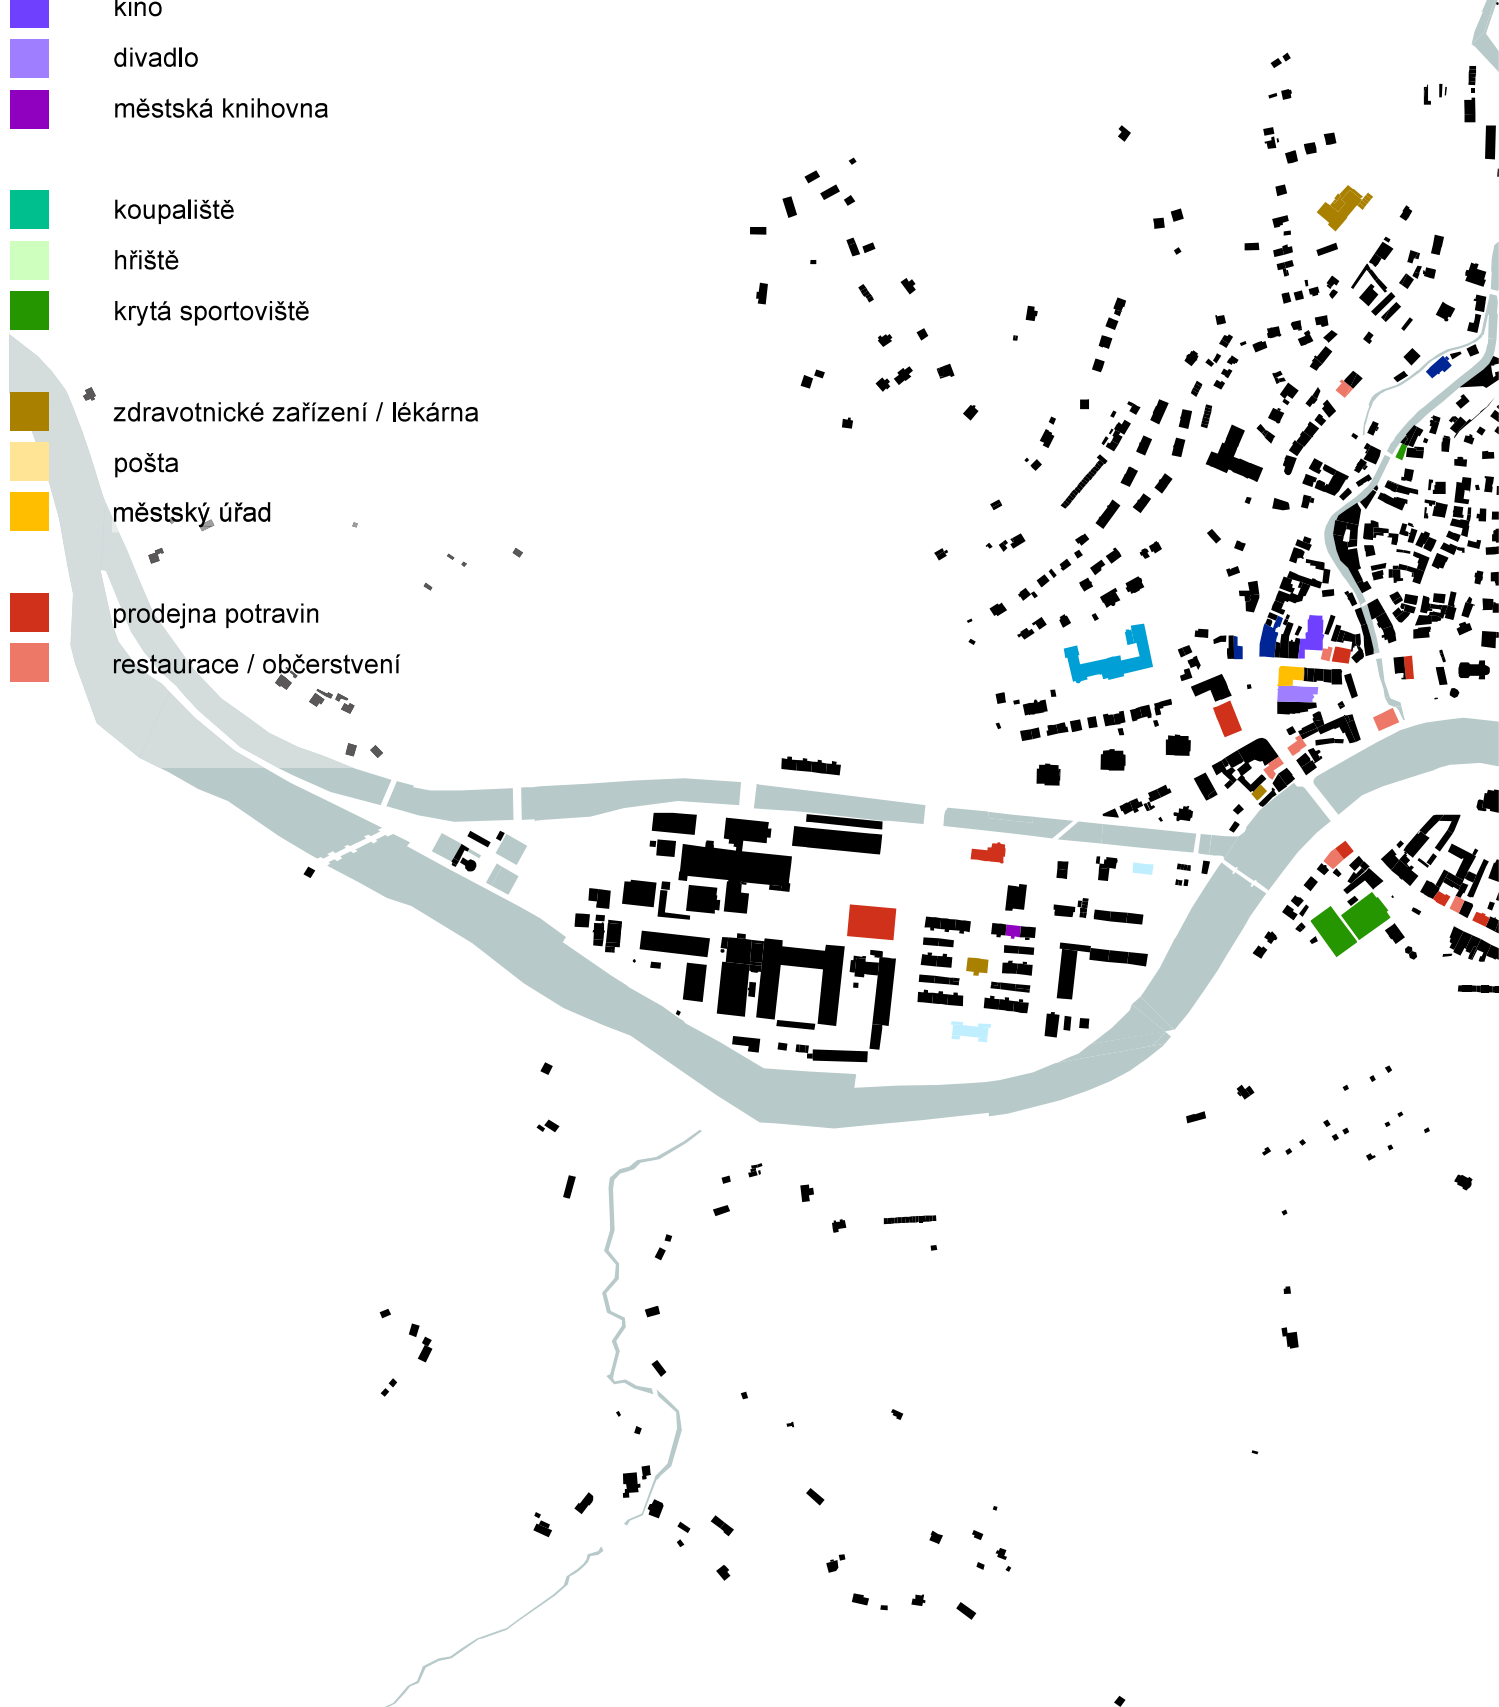 kino
divadlo
městská knihovna
koupaliště
hřiště
krytá sportoviště
zdravotnické zařízení / lékárna
pošta
městský úřad
prodejna potravin
restaurace / občerstvení